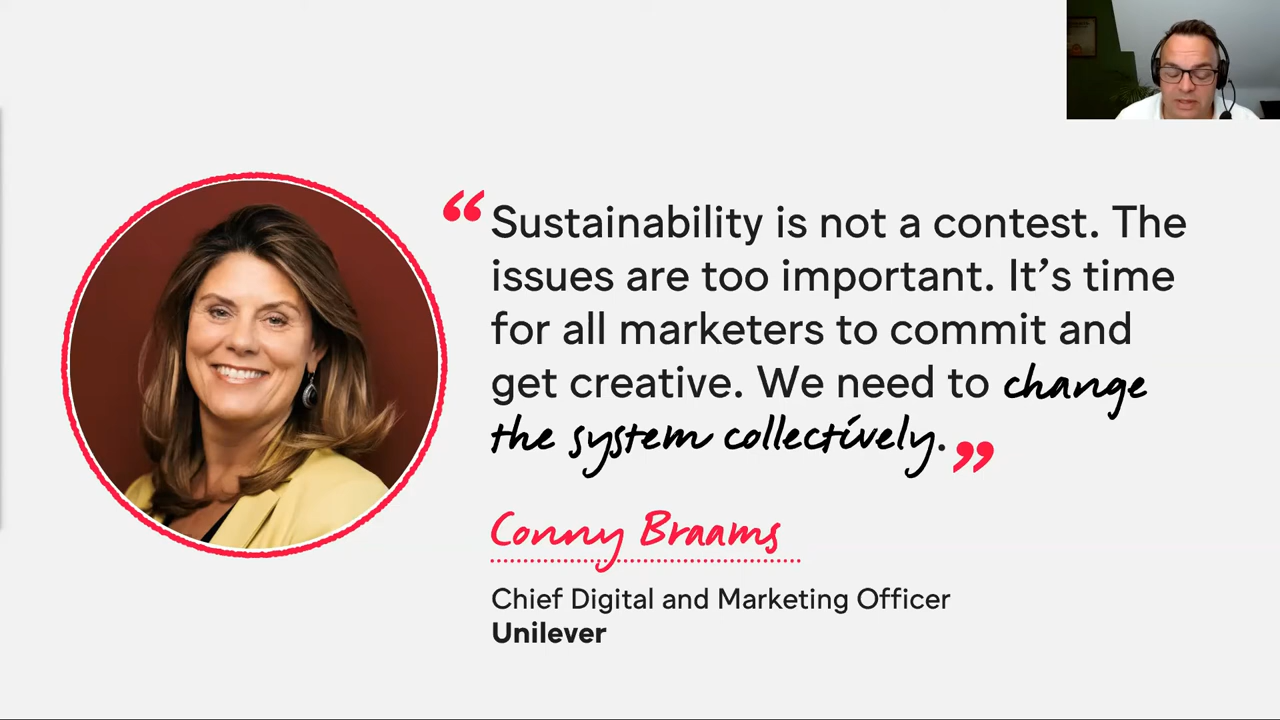 “Sustainability is not a contest. The
issues are too important. It’s time
for all marketers to commit and
get creative. We need to change
the system collectively.”
Conny Braams
Chief Digital and Marketing Officer
Unilever